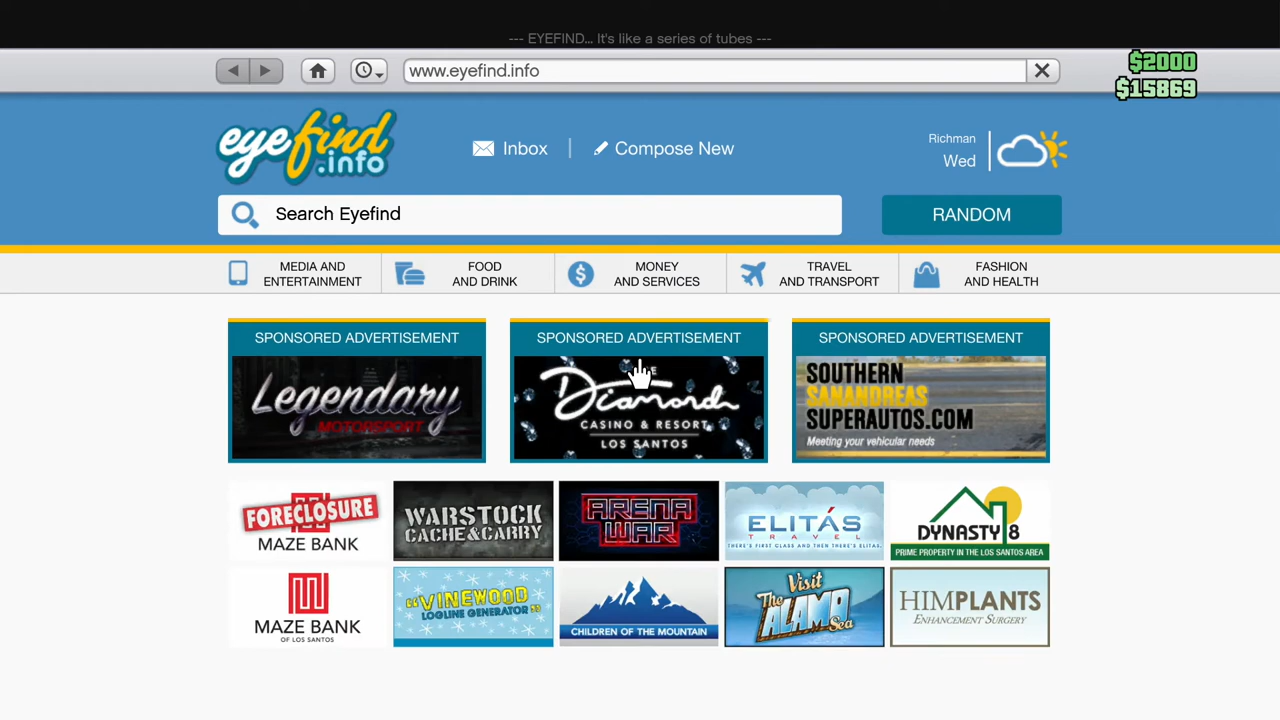 --- EYEFIND... It's like a series of tubes ---
www.eyefind.info
$2000
$15869
eyefind
.info
Inbox
Compose New
Richman
Wed
Search Eyefind
RANDOM
MEDIA AND
ENTERTAINMENT
FOOD
AND DRINK
MONEY
AND SERVICES
TRAVEL
AND TRANSPORT
FASHION
AND HEALTH
SPONSORED ADVERTISEMENT
Legendary
MOTORSPORT
SPONSORED ADVERTISEMENT
THE
Diamond
CASINO & RESORT
LOS SANTOS
SPONSORED ADVERTISEMENT
SOUTHERN
SANANDREAS
SUPERAUTOS.COM
Meeting your vehicular needs
FORECLOSURE
MAZE BANK
WARSTOCK
CACHE & CARRY
ARENA
WAR
ELITÁS
TRAVEL
THERE'S FIRST CLASS AND THEN THERE'S ELITAS.
DYNASTY 8
PRIME PROPERTY IN THE LOS SANTOS AREA
MAZE BANK
OF LOS SANTOS
"VINEWOOD
LOGLINE GENERATOR"
CHILDREN OF THE MOUNTAIN
Visit
The
ALAMO
Sea
HIMPLANTS
ENHANCEMENT SURGERY